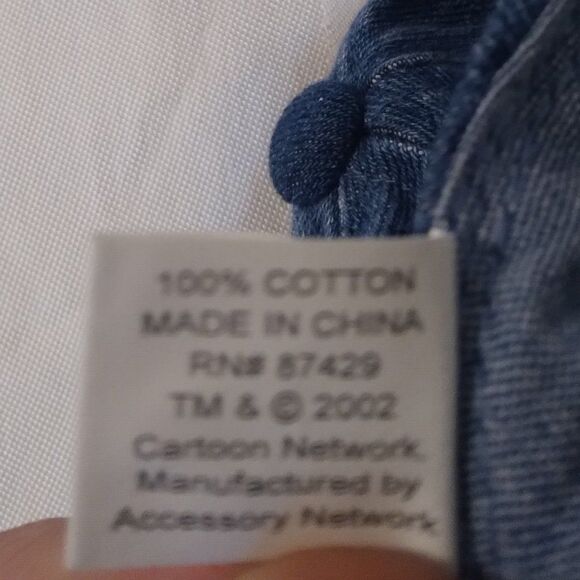 100% COTTON
MADE IN CHINA
RN# 87429
TM & © 2002
Cartoon Network.
Manufactured by
Accessory Network